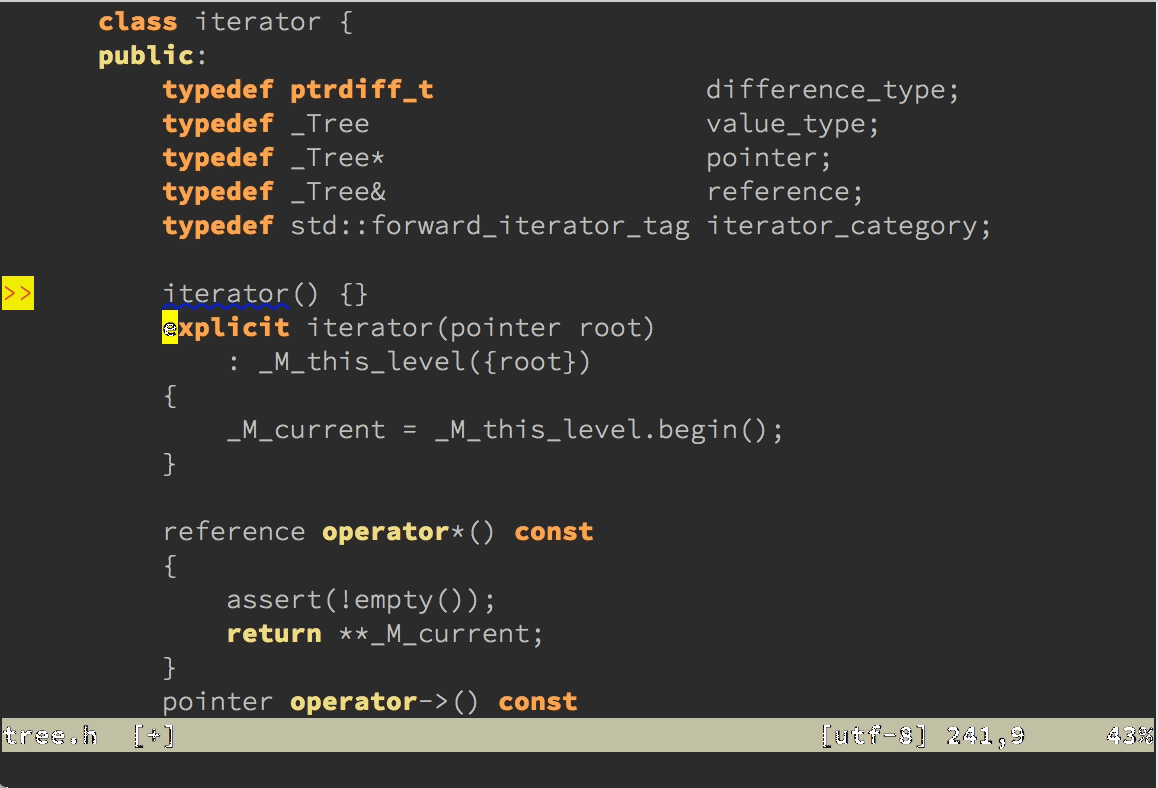 class iterator {
public:
typedef ptrdiff_t difference_type;
typedef _Tree value_type;
typedef _Tree* pointer;
typedef _Tree& reference;
typedef std::forward_iterator_tag iterator_category;
>> iterator() {}
explicit iterator(pointer root)
: _M_this_level({root})
{
_M_current = _M_this_level.begin();
}
reference operator*() const
{
assert(!empty());
return **_M_current;
}
pointer operator->() const
tree.h [+] [utf-8] 241,9 43%